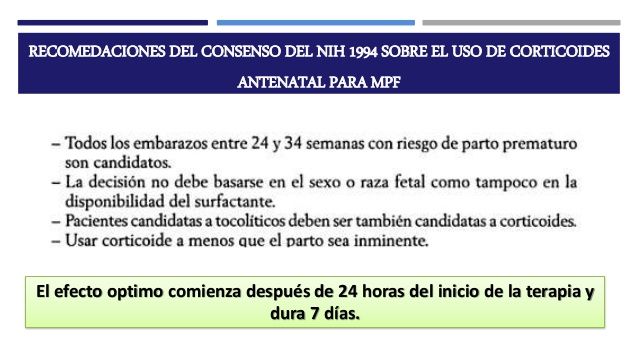 RECOMEDACIONES DEL CONSENSO DEL NIH 1994 SOBRE EL USO DE CORTICOIDES
ANTENATAL PARA MPF
– Todos los embarazos entre 24 y 34 semanas con riesgo de parto prematuro
son candidatos.
– La decisión no debe basarse en el sexo o raza fetal como tampoco en la
disponibilidad del surfactante.
– Pacientes candidatas a tocolíticos deben ser también candidatas a corticoides.
– Usar corticoide a menos que el parto sea inminente.
El efecto optimo comienza después de 24 horas del inicio de la terapia y
dura 7 días.